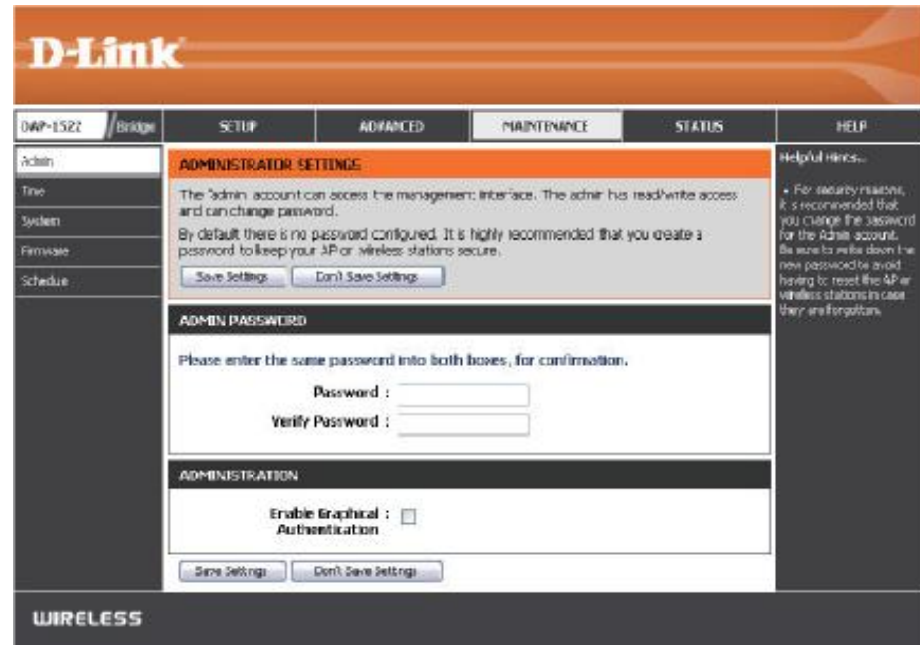 D-Link
DAP-1522 // Bridge SETUP ADVANCED MAINTENANCE STATUS HELP
Admin
Time
System
Firmware
Schedule
ADMINISTRATOR SETTINGS
The 'admin' account can access the management interface. The admin has read/write access
and can change password.
By default there is no password configured. It is highly recommended that you create a
password to keep your AP or wireless stations secure.
Save Settings Don't Save Settings
ADMIN PASSWORD
Please enter the same password into both boxes, for confirmation.
Password :
Verify Password :
ADMINISTRATION
Enable Graphical :
Authentication
Save Settings Don't Save Settings
Helpful Hints...
• For security reasons,
it is recommended that
you change the password
for the Admin account.
Be sure to write down the
new password to avoid
having to reset the AP or
wireless stations in case
they are forgotten.
WIRELESS